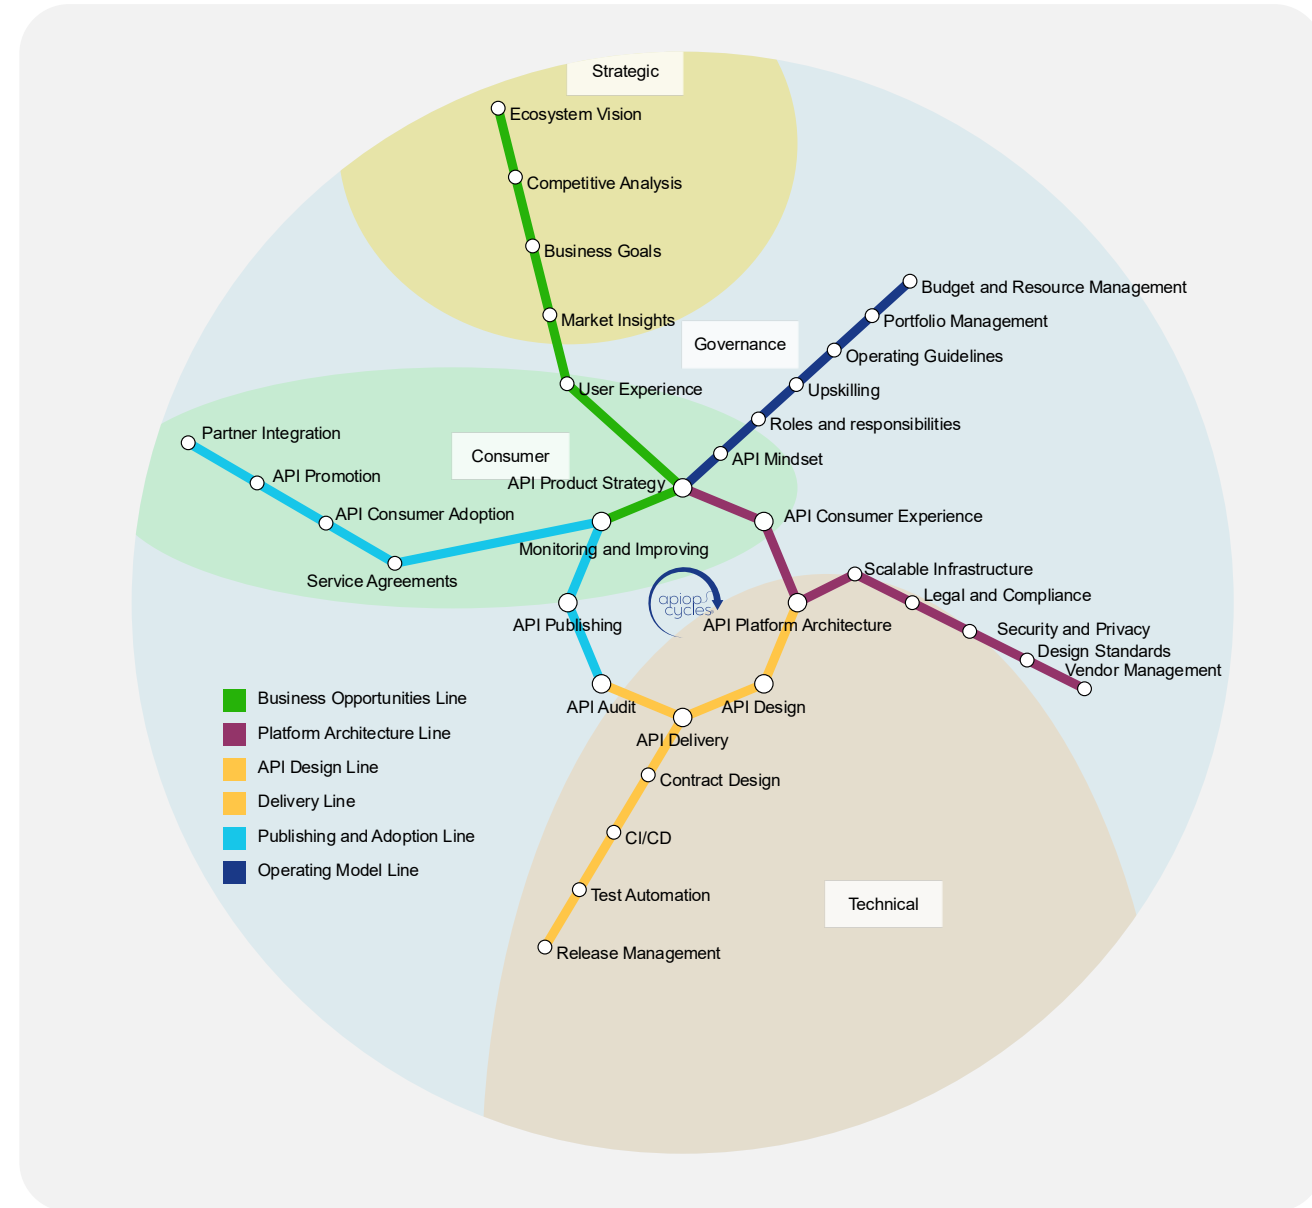 Strategic
Ecosystem Vision
Competitive Analysis
Business Goals
Market Insights
User Experience
Governance
Budget and Resource Management
Portfolio Management
Operating Guidelines
Upskilling
Roles and responsibilities
API Mindset
Consumer
Partner Integration
API Promotion
API Consumer Adoption
Service Agreements
API Product Strategy
API Consumer Experience
Monitoring and Improving
API Publishing
apiops
cycles
API Platform Architecture
Scalable Infrastructure
Legal and Compliance
Security and Privacy
Design Standards
Vendor Management
API Audit
API Design
API Delivery
Contract Design
CI/CD
Test Automation
Release Management
Technical
Business Opportunities Line
Platform Architecture Line
API Design Line
Delivery Line
Publishing and Adoption Line
Operating Model Line